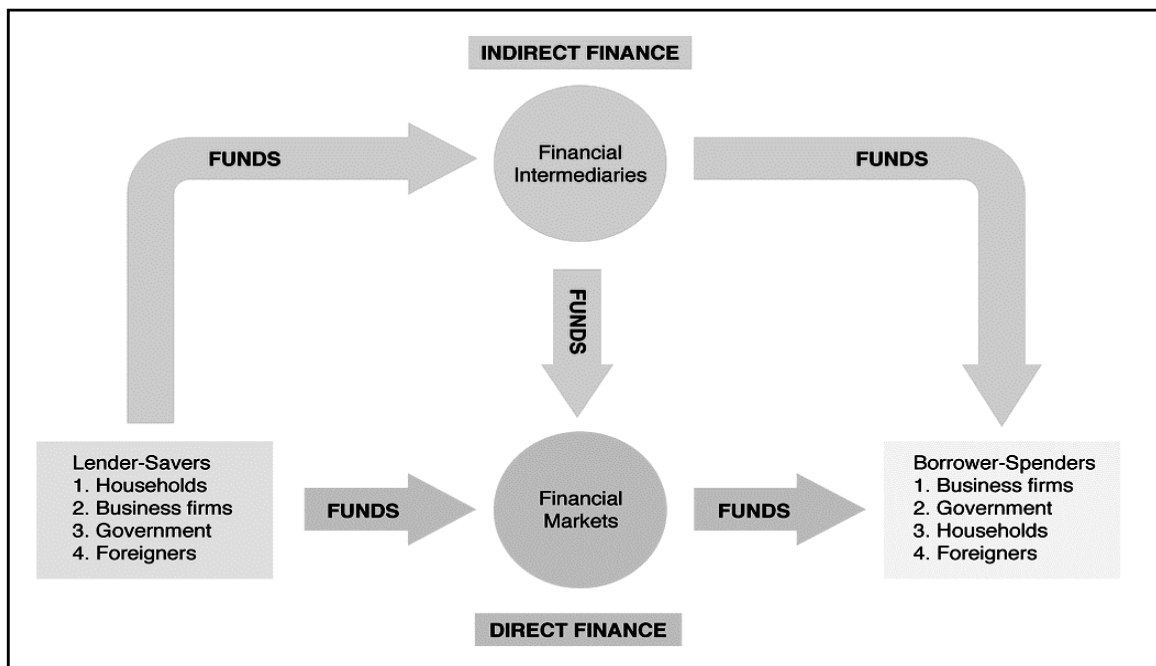 INDIRECT FINANCE
FUNDS
Financial
Intermediaries
FUNDS
FUNDS
Lender-Savers
1. Households
2. Business firms
3. Government
4. Foreigners
FUNDS
Financial
Markets
FUNDS
Borrower-Spenders
1. Business firms
2. Government
3. Households
4. Foreigners
DIRECT FINANCE